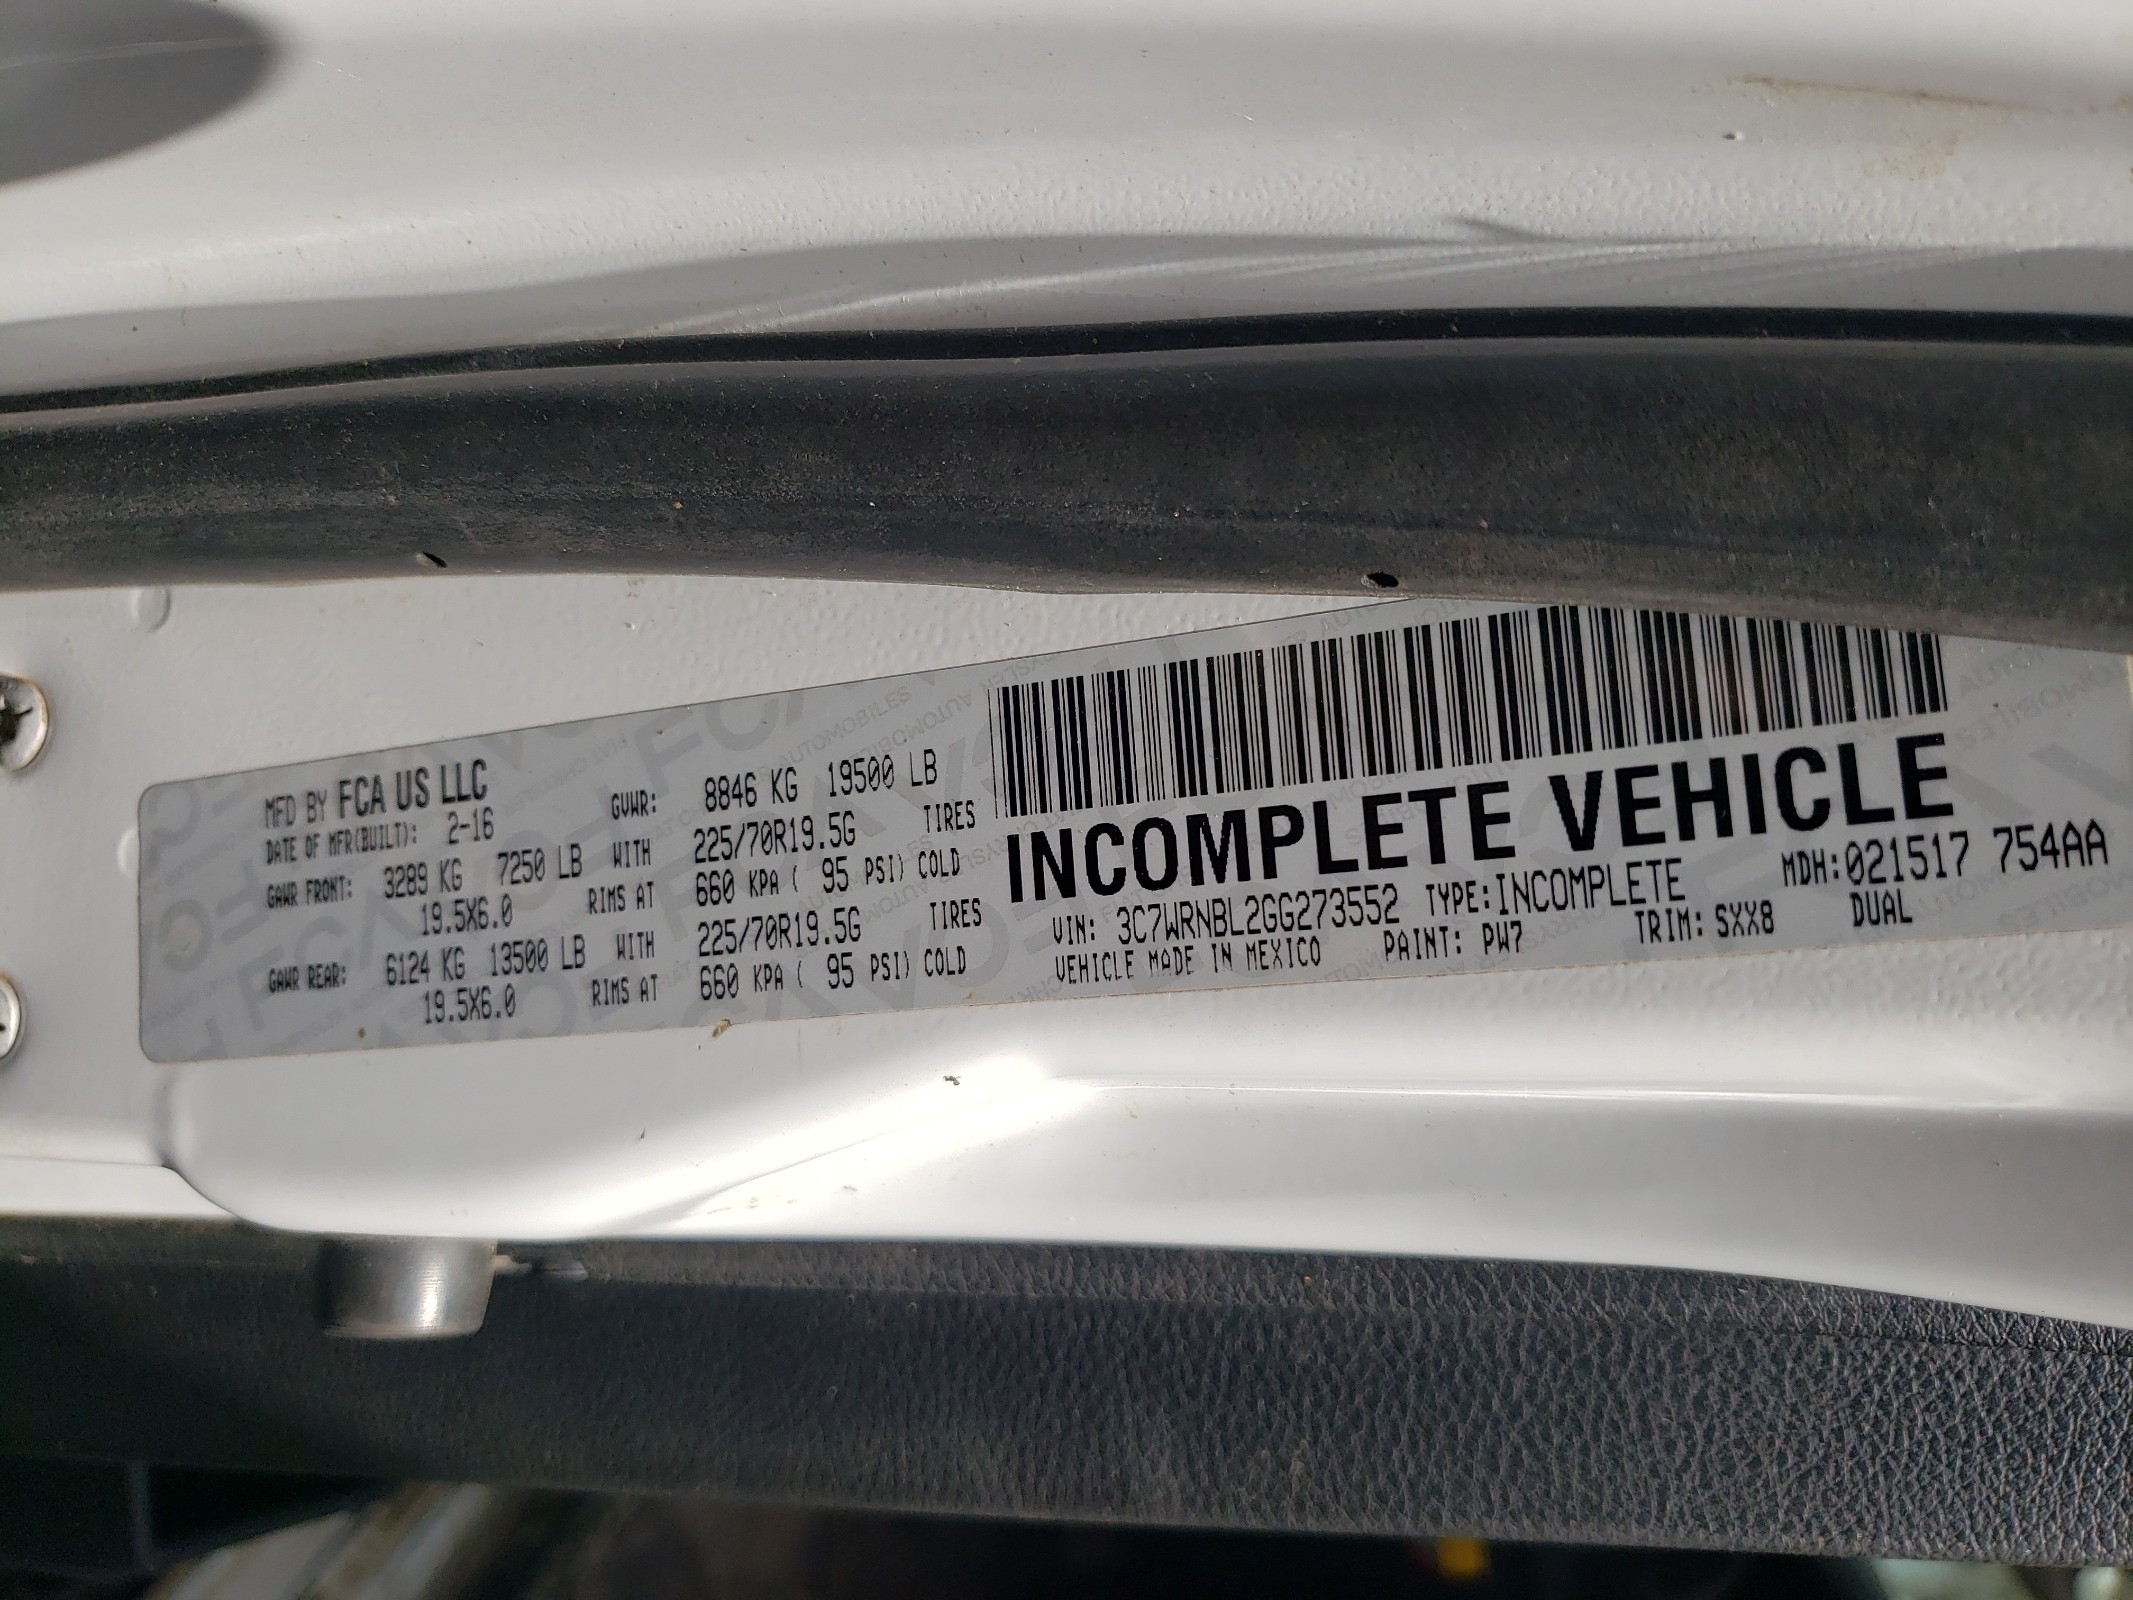 MFD BY FCA US LLC
DATE OF MFR(BUILT): 2-16 GVWR: 8846 KG 19500 LB
GAWR FRONT: 3289 KG 7250 LB WITH 225/70R19.5G TIRES
19.5X6.0 RIMS AT 660 KPA ( 95 PSI) COLD
GAWR REAR: 6124 KG 13500 LB WITH 225/70R19.5G TIRES
19.5X6.0 RIMS AT 660 KPA ( 95 PSI) COLD
INCOMPLETE VEHICLE
MDH:021517 754AA
VIN: 3C7WRNBL2GG273552 TYPE:INCOMPLETE DUAL
VEHICLE MADE IN MEXICO PAINT: PW7 TRIM: SXX8